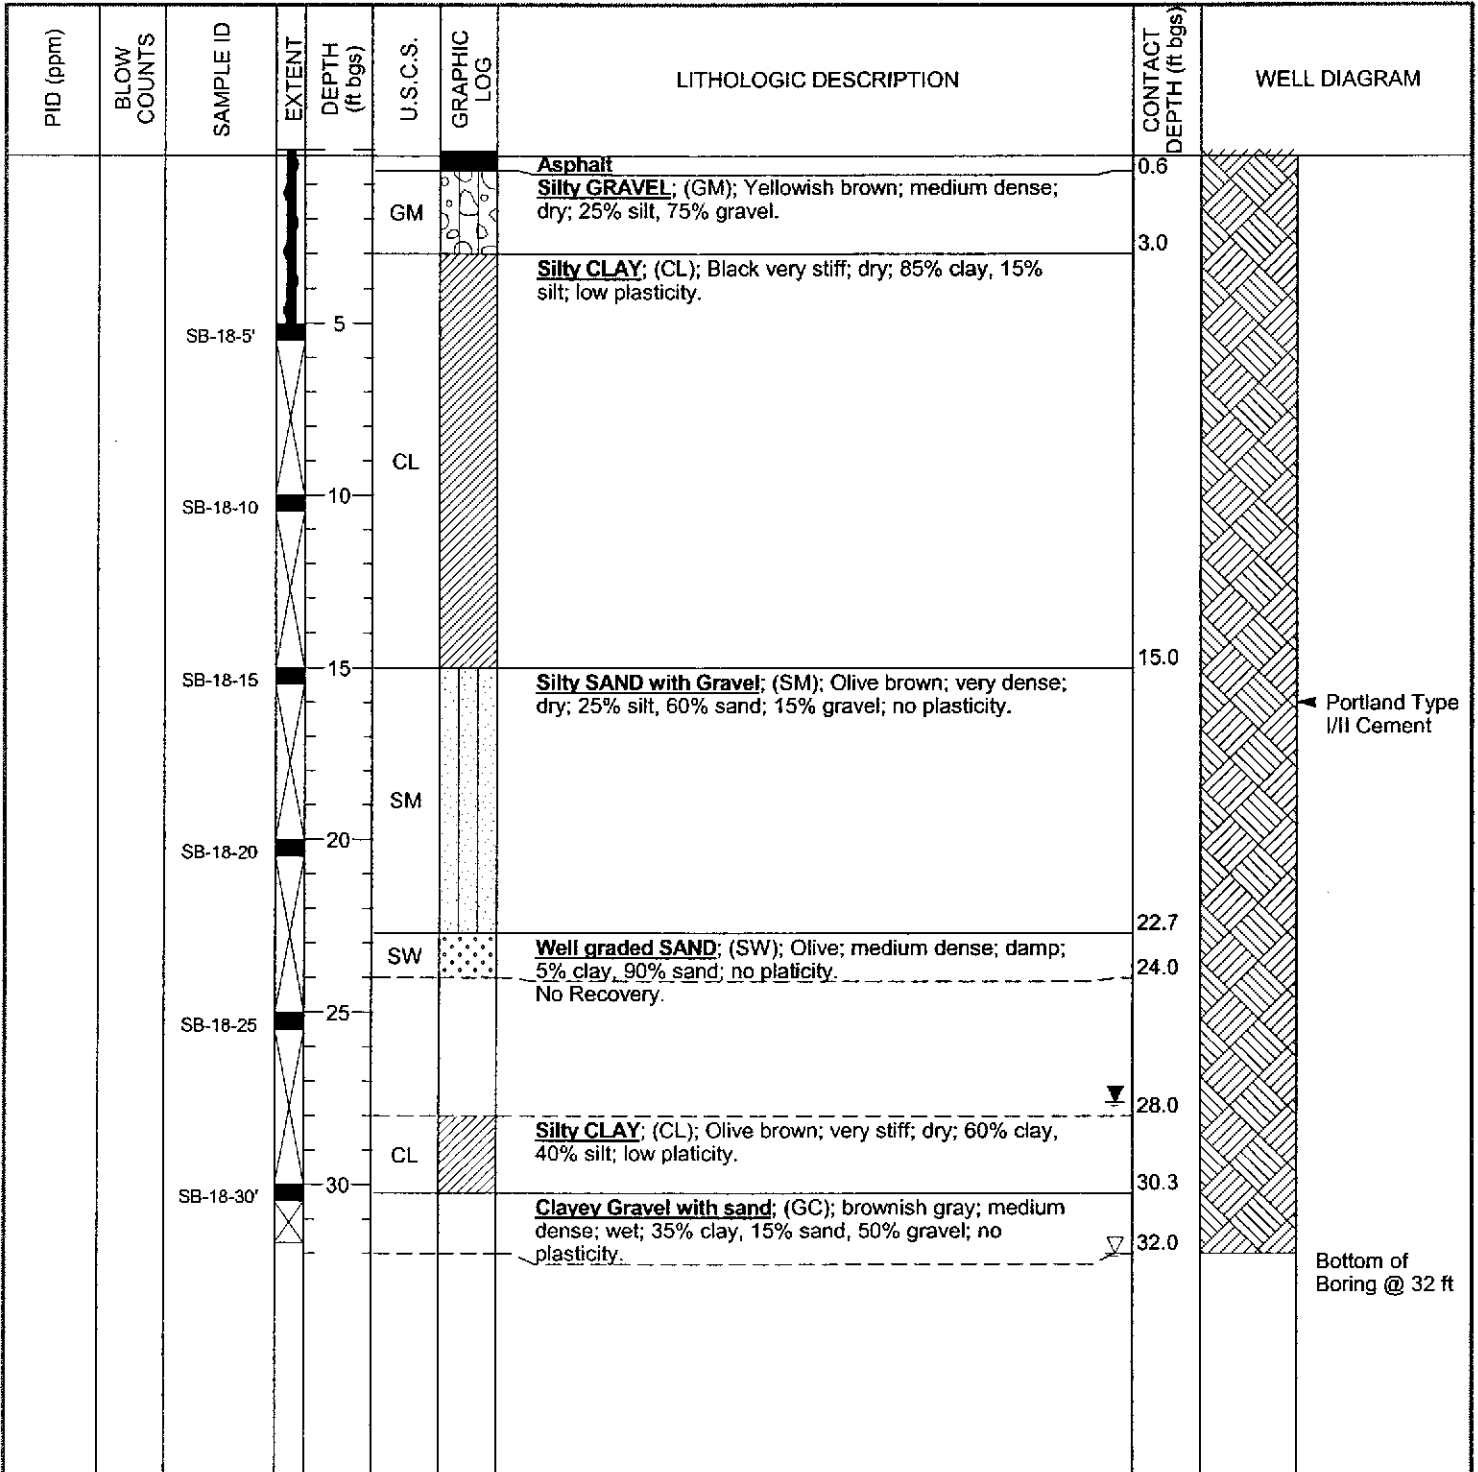 PID (ppm)
BLOW COUNTS
SAMPLE ID
EXTENT
DEPTH (ft bgs)
U.S.C.S.
GRAPHIC LOG
LITHOLOGIC DESCRIPTION
CONTACT DEPTH (ft bgs)
WELL DIAGRAM
Asphalt
0.6
GM
Silty GRAVEL; (GM); Yellowish brown; medium dense;
dry; 25% silt, 75% gravel.
3.0
Silty CLAY; (CL); Black very stiff; dry; 85% clay, 15%
silt; low plasticity.
SB-18-5'
5
CL
SB-18-10
10
SB-18-15
15
15.0
Silty SAND with Gravel; (SM); Olive brown; very dense;
dry; 25% silt, 60% sand; 15% gravel; no plasticity.
Portland Type
I/II Cement
SM
SB-18-20
20
22.7
SW
Well graded SAND; (SW); Olive; medium dense; damp;
5% clay, 90% sand; no platicity.
24.0
No Recovery.
SB-18-25
25
28.0
Silty CLAY; (CL); Olive brown; very stiff; dry; 60% clay,
40% silt; low platicity.
CL
SB-18-30'
30
30.3
Clayey Gravel with sand; (GC); brownish gray; medium
dense; wet; 35% clay, 15% sand, 50% gravel; no
plasticity.
32.0
Bottom of
Boring @ 32 ft